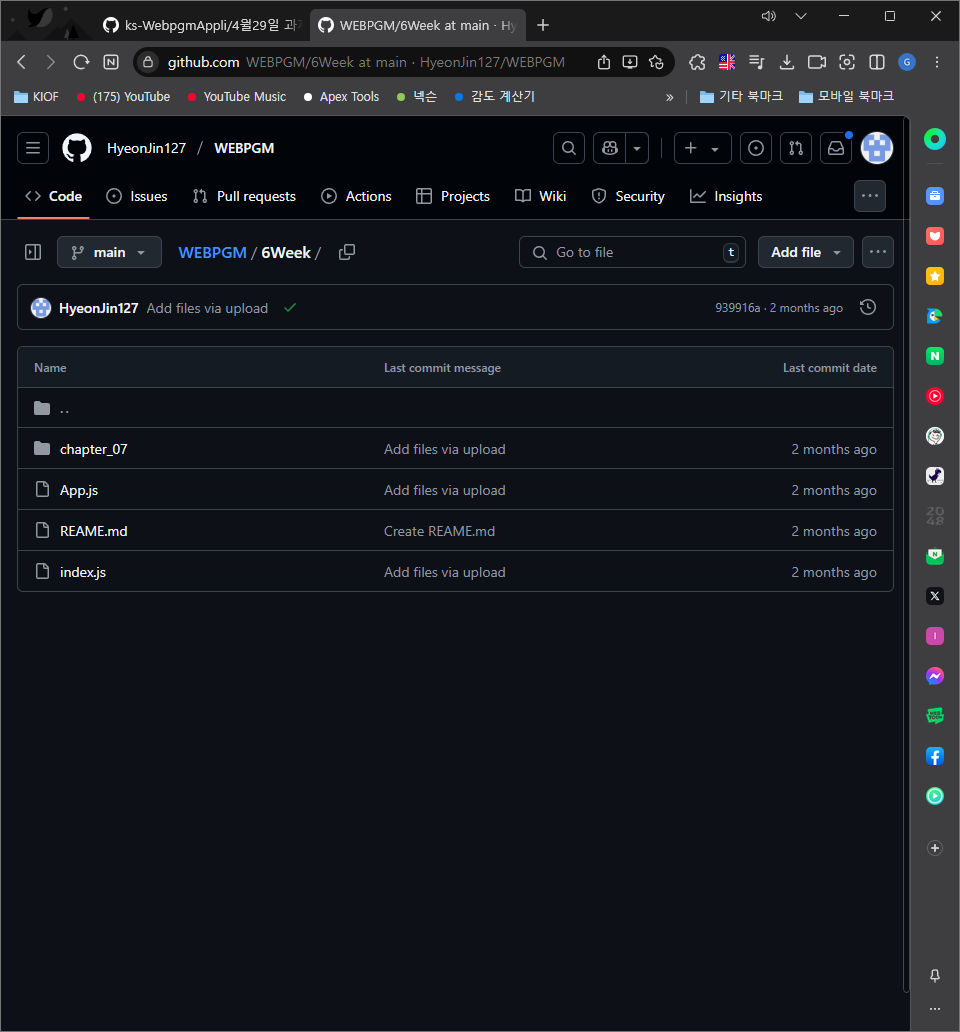 ks-WebpgmAppli/4월29일 과
WEBPGM/6Week at main · Hy
github.com WEBPGM/6Week at main · HyeonJin127/WEBPGM
G
KIOF (175) YouTube YouTube Music Apex Tools 넥슨 감도 계산기 » 기타 북마크 모바일 북마크
HyeonJin127 / WEBPGM
Code Issues Pull requests Actions Projects Wiki Security Insights
main WEBPGM / 6Week / Go to file t Add file
HyeonJin127 Add files via upload 939916a · 2 months ago
Name Last commit message Last commit date
..
chapter_07 Add files via upload 2 months ago
App.js Add files via upload 2 months ago
REAME.md Create REAME.md 2 months ago
index.js Add files via upload 2 months ago
N
2048
N
X
I